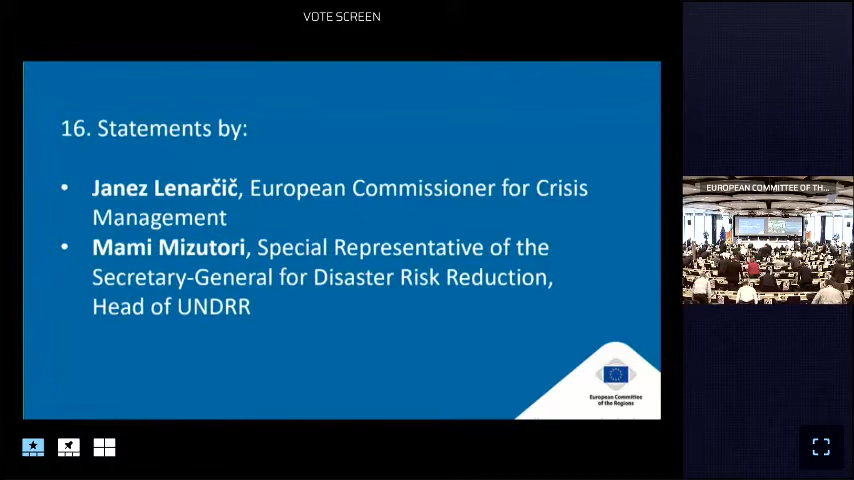 VOTE SCREEN
16. Statements by:
• Janez Lenarčič, European Commissioner for Crisis
Management
• Mami Mizutori, Special Representative of the
Secretary-General for Disaster Risk Reduction,
Head of UNDRR
European Committee
of the Regions
EUROPEAN COMMITTEE OF TH...